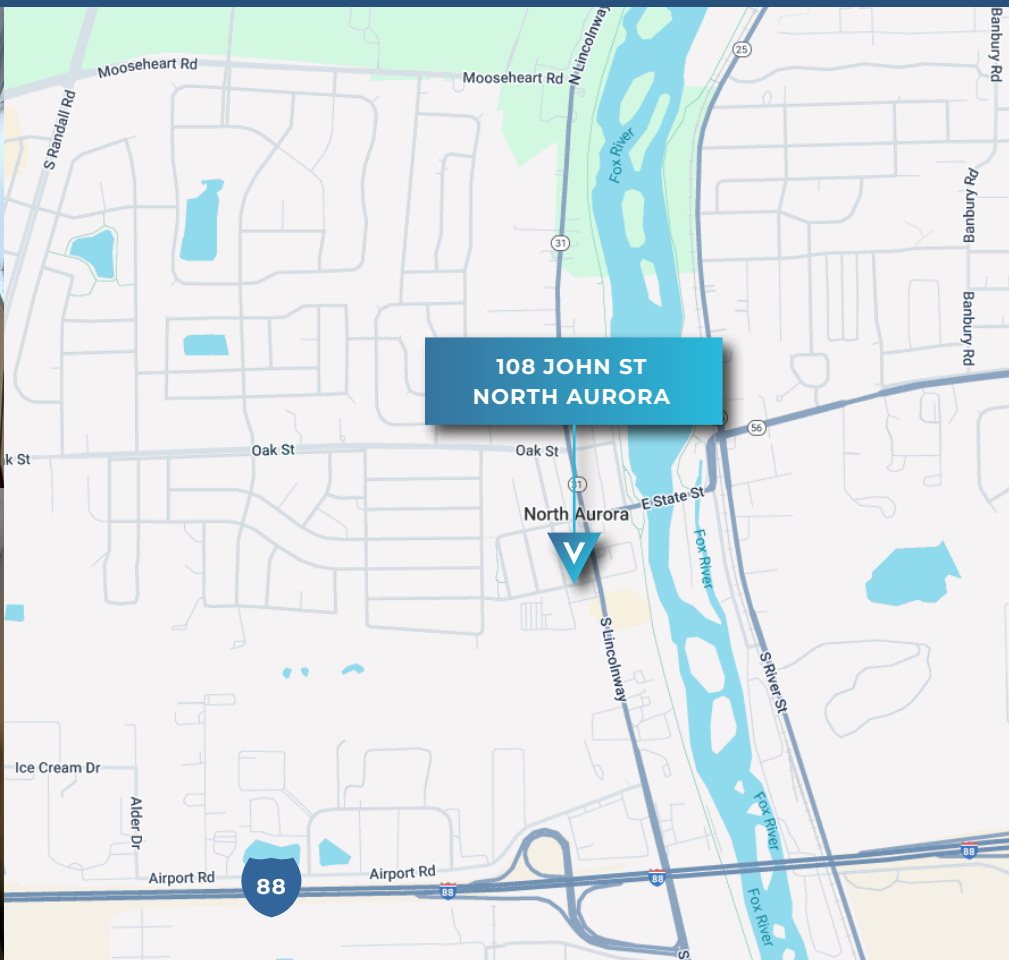 Mooseheart Rd
Mooseheart Rd
N Lincolnway
25
Banbury Rd
S Randall Rd
Fox River
Banbury Rd
31
Banbury Rd
108 JOHN ST
NORTH AURORA
56
Oak St
Oak St
31
E State St
North Aurora
V
Fox River
S Lincolnway
S River St
Ice Cream Dr
Alder Dr
Fox River
Airport Rd
Airport Rd
88
88
88
88
Fox River